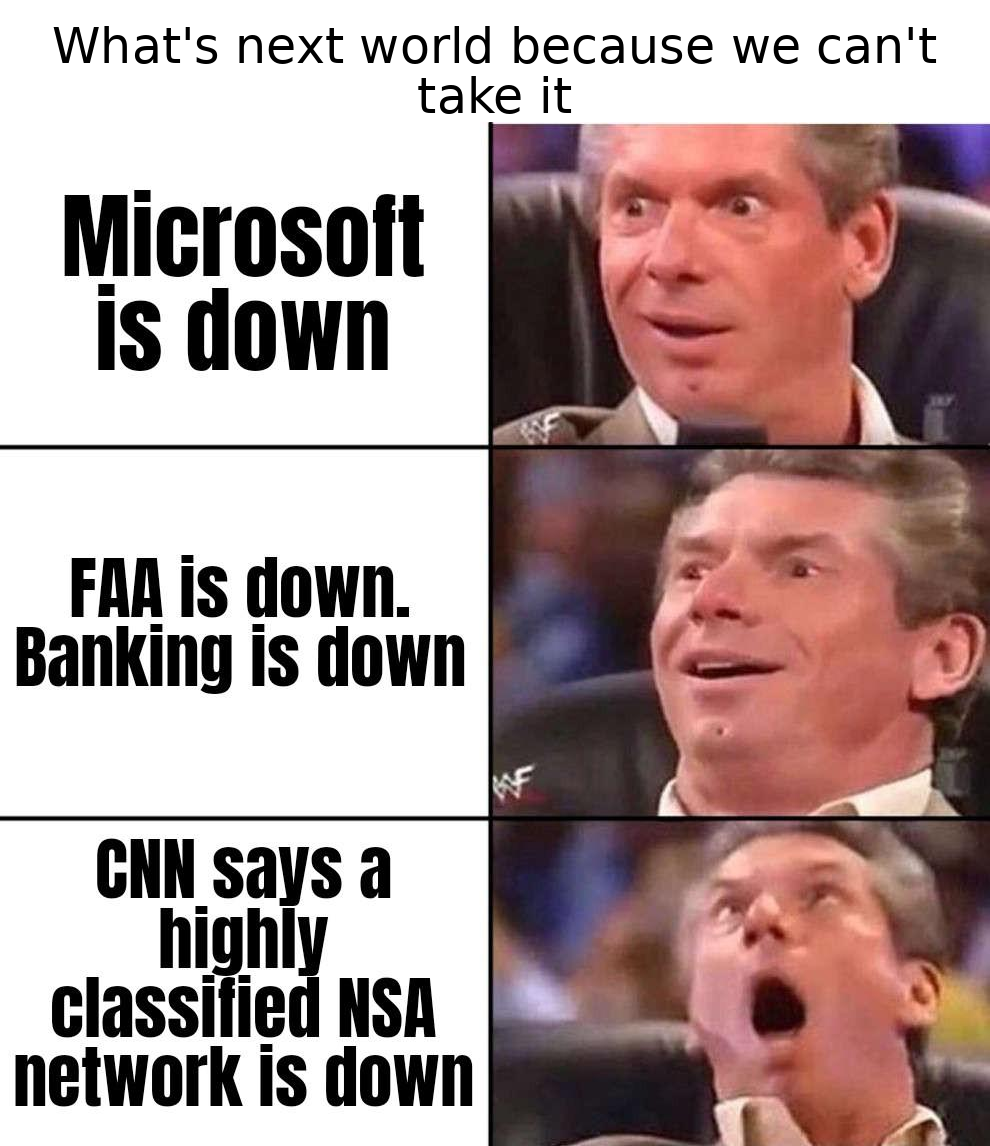 What's next world because we can't
take it
Microsoft
is down
FAA is down.
Banking is down
CNN says a
highly
classified NSA
network is down